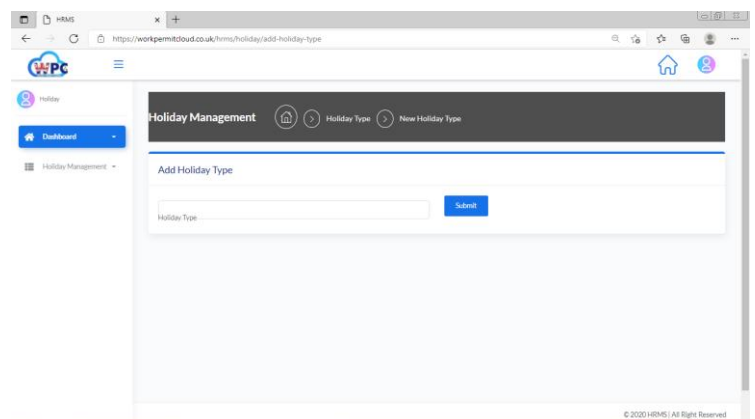 HRMS
https://workpermitcloud.co.uk/hrms/holiday/add-holiday-type
WPC
Holiday
Holiday Management Holiday Type New Holiday Type
Dashboard
Holiday Management
Add Holiday Type
Submit
Holiday Type
© 2020 HRMS | All Right Reserved